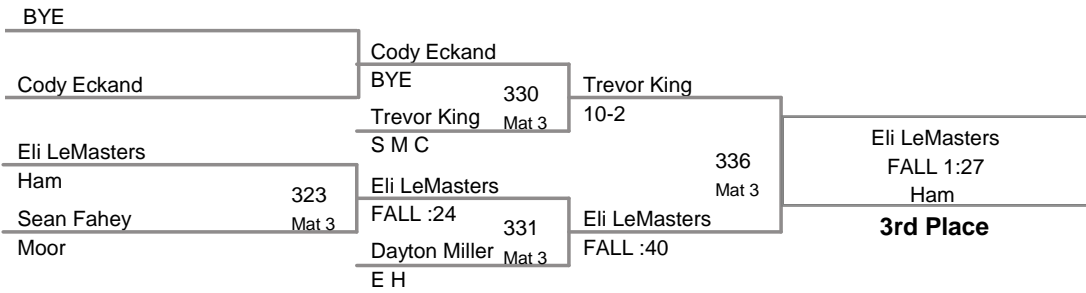 BYE
Cody Eckand
Cody Eckand
BYE
330
Trevor King
Mat 3
S M C
Trevor King
10-2
Eli LeMasters
Ham
323
Sean Fahey
Mat 3
Moor
Eli LeMasters
FALL :24
331
Dayton Miller
Mat 3
E H
336
Mat 3
Eli LeMasters
FALL :40
Eli LeMasters
FALL 1:27
Ham
3rd Place